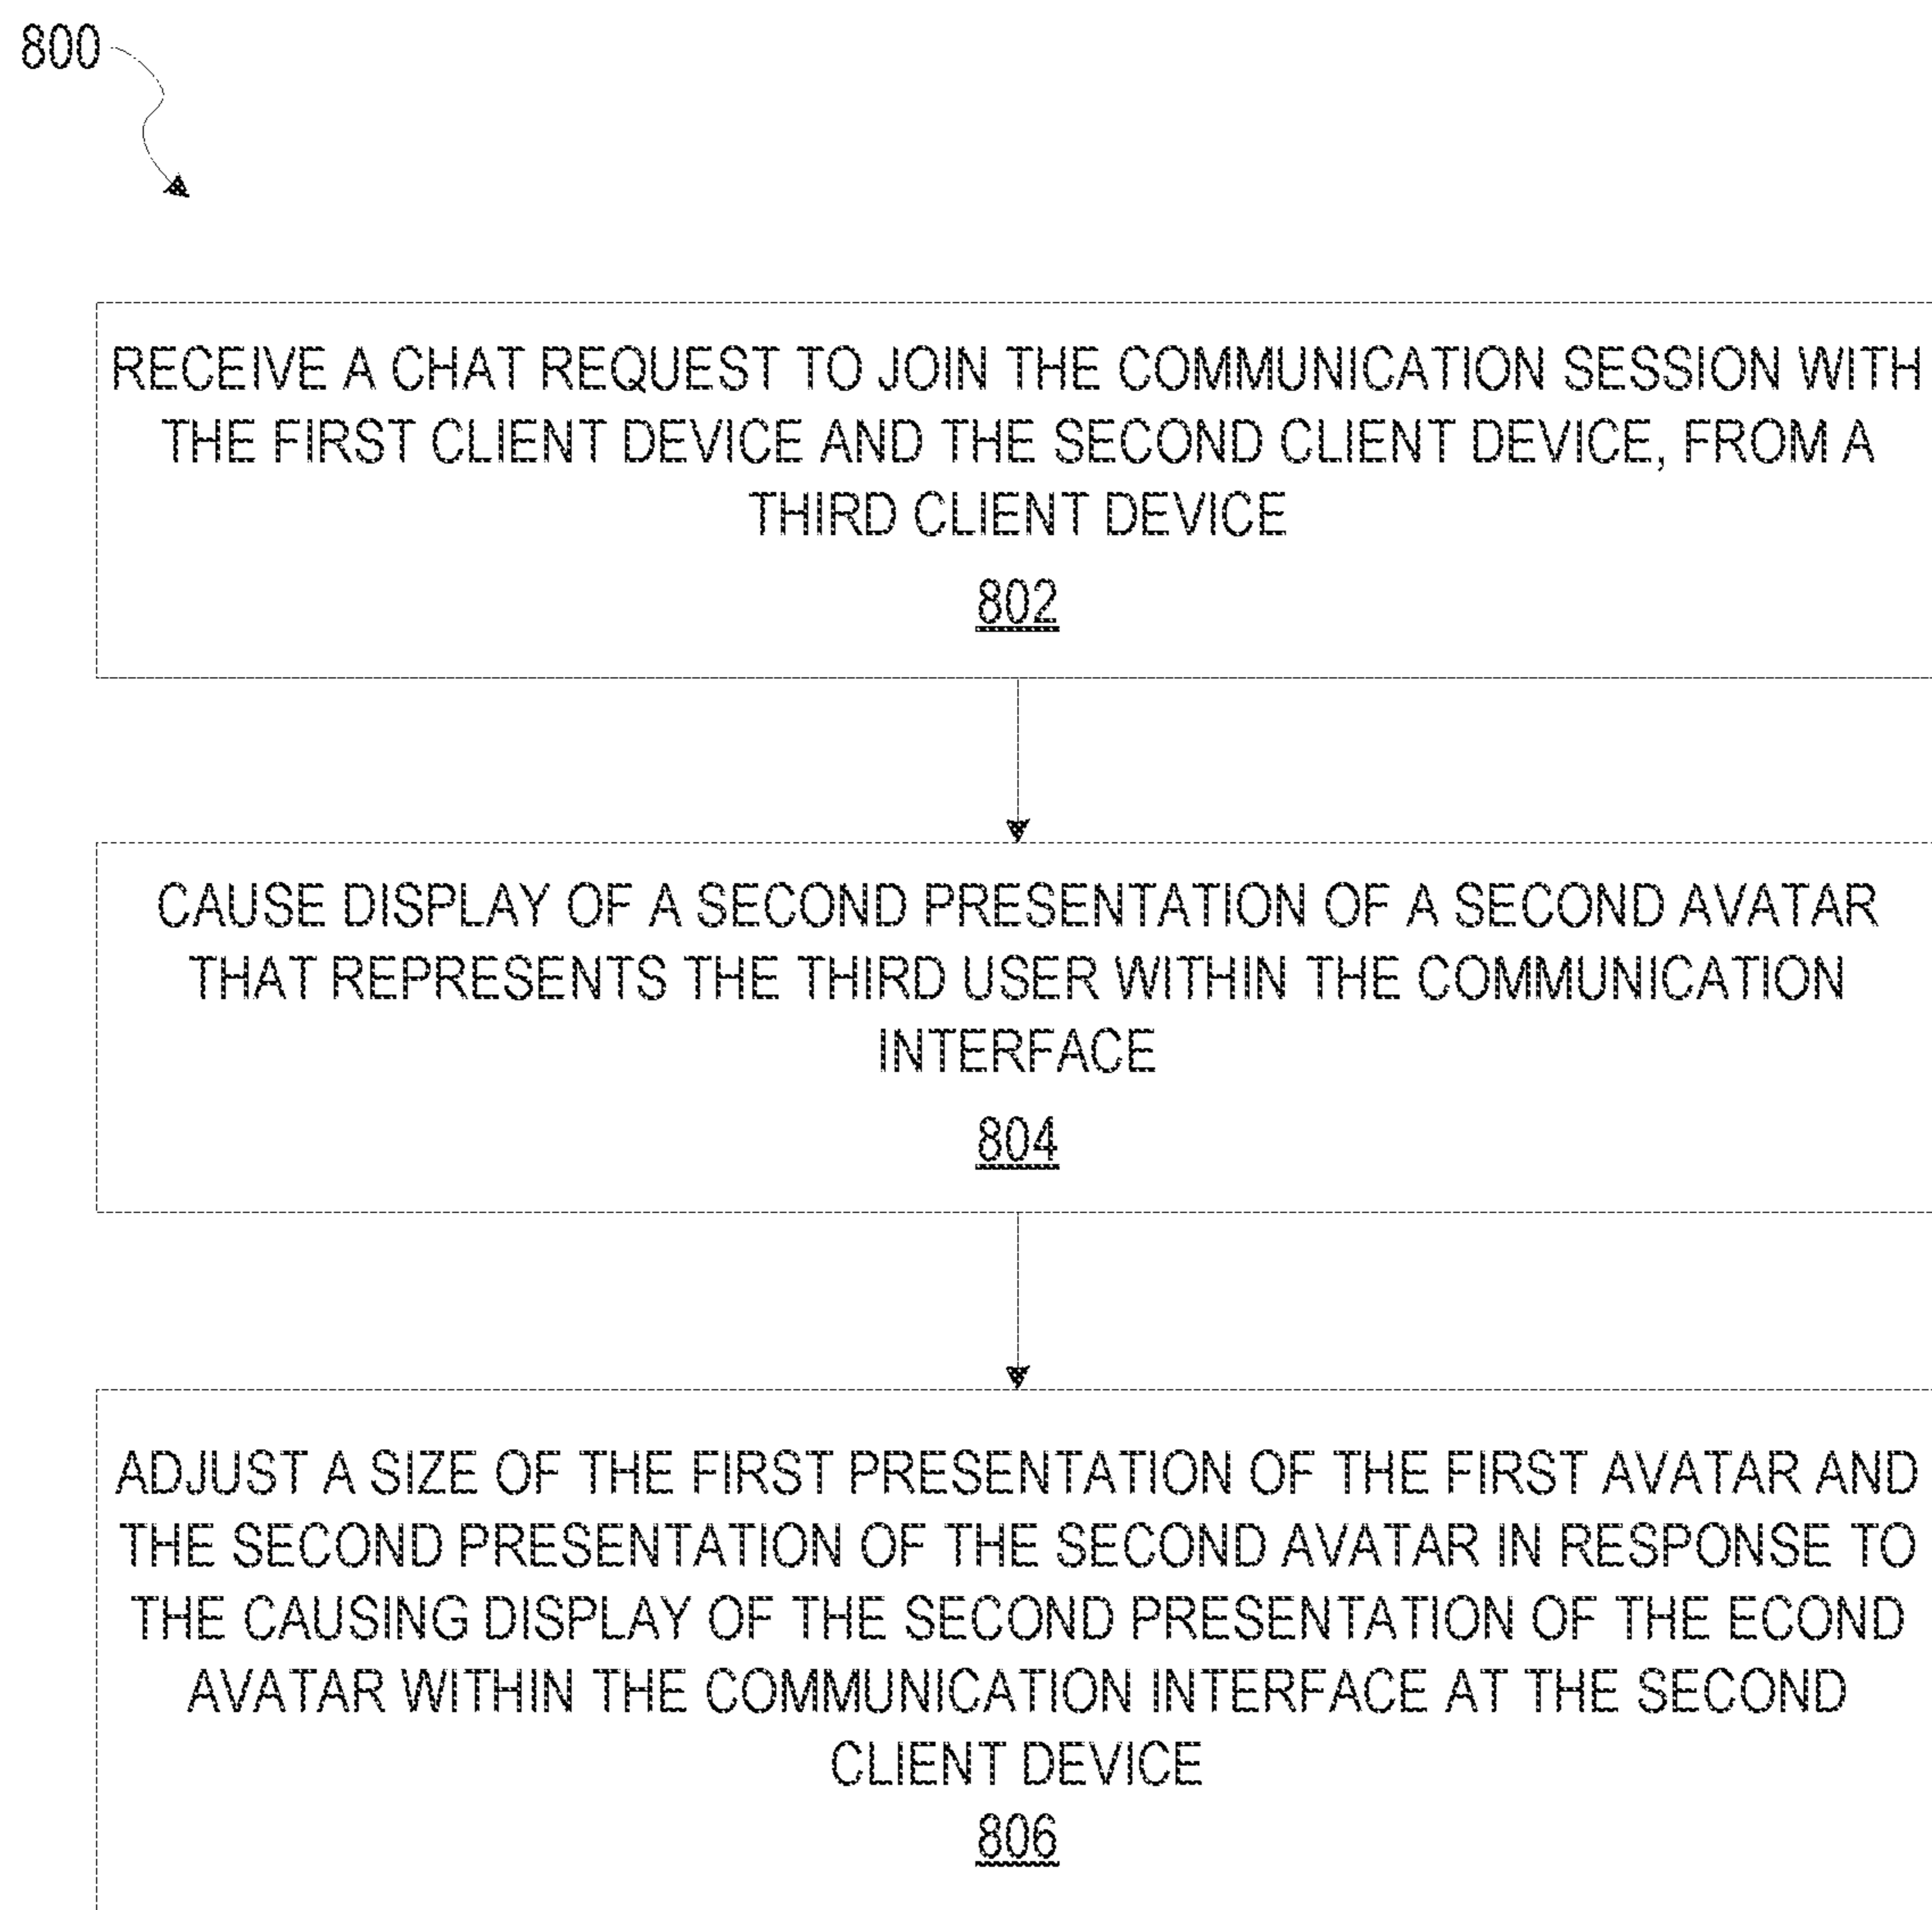 800
RECEIVE A CHAT REQUEST TO JOIN THE COMMUNICATION SESSION WITH
THE FIRST CLIENT DEVICE AND THE SECOND CLIENT DEVICE, FROM A
THIRD CLIENT DEVICE
802
CAUSE DISPLAY OF A SECOND PRESENTATION OF A SECOND AVATAR
THAT REPRESENTS THE THIRD USER WITHIN THE COMMUNICATION
INTERFACE
804
ADJUST A SIZE OF THE FIRST PRESENTATION OF THE FIRST AVATAR AND
THE SECOND PRESENTATION OF THE SECOND AVATAR IN RESPONSE TO
THE CAUSING DISPLAY OF THE SECOND PRESENTATION OF THE ECOND
AVATAR WITHIN THE COMMUNICATION INTERFACE AT THE SECOND
CLIENT DEVICE
806